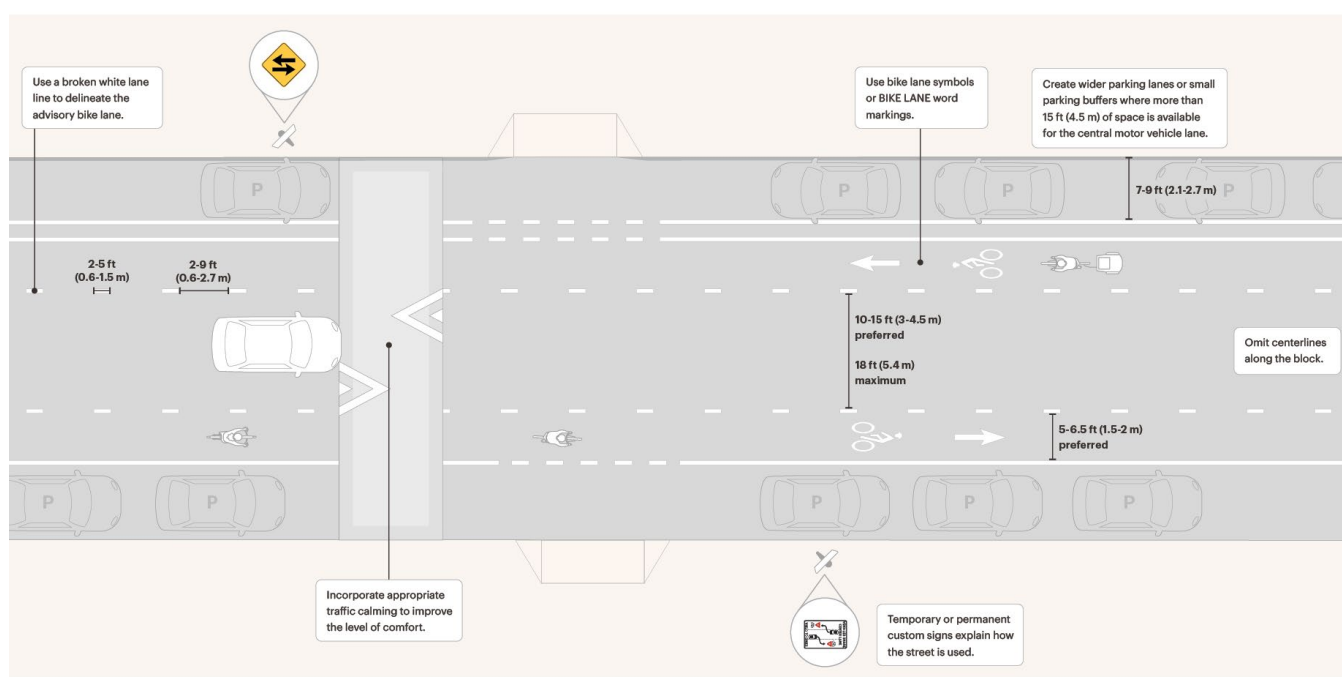 Use a broken white lane
line to delineate the
advisory bike lane.
Use bike lane symbols
or BIKE LANE word
markings.
Create wider parking lanes or small
parking buffers where more than
15 ft (4.5 m) of space is available
for the central motor vehicle lane.
P
P
P
7-9 ft (2.1-2.7 m)
P
2-5 ft
(0.6-1.5 m)
2-9 ft
(0.6-2.7 m)
10-15 ft (3-4.5 m)
preferred
18 ft (5.4 m)
maximum
Omit centerlines
along the block.
5-6.5 ft (1.5-2 m)
preferred
P
P
P
P
P
Incorporate appropriate
traffic calming to improve
the level of comfort.
Temporary or permanent
custom signs explain how
the street is used.